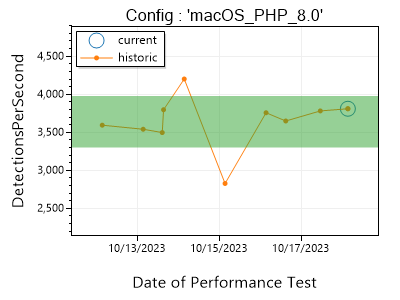 Config : 'macOS_PHP_8.0'
current
historic
DetectionsPerSecond
4,500
4,000
3,500
3,000
2,500
10/13/2023 10/15/2023 10/17/2023
Date of Performance Test